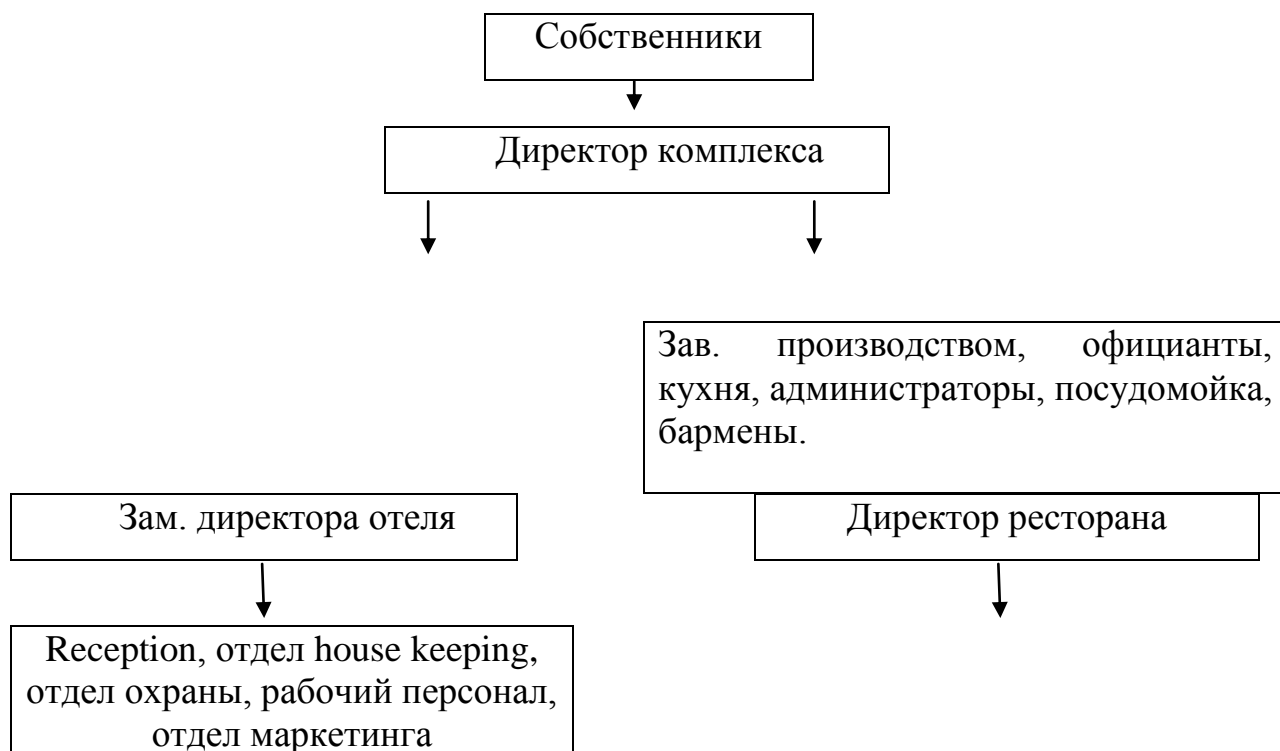 Собственники
Директор комплекса
Зав. производством, официанты,
кухня, администраторы, посудомойка,
бармены.
Зам. директора отеля
Директор ресторана
Reception, отдел house keeping,
отдел охраны, рабочий персонал,
отдел маркетинга